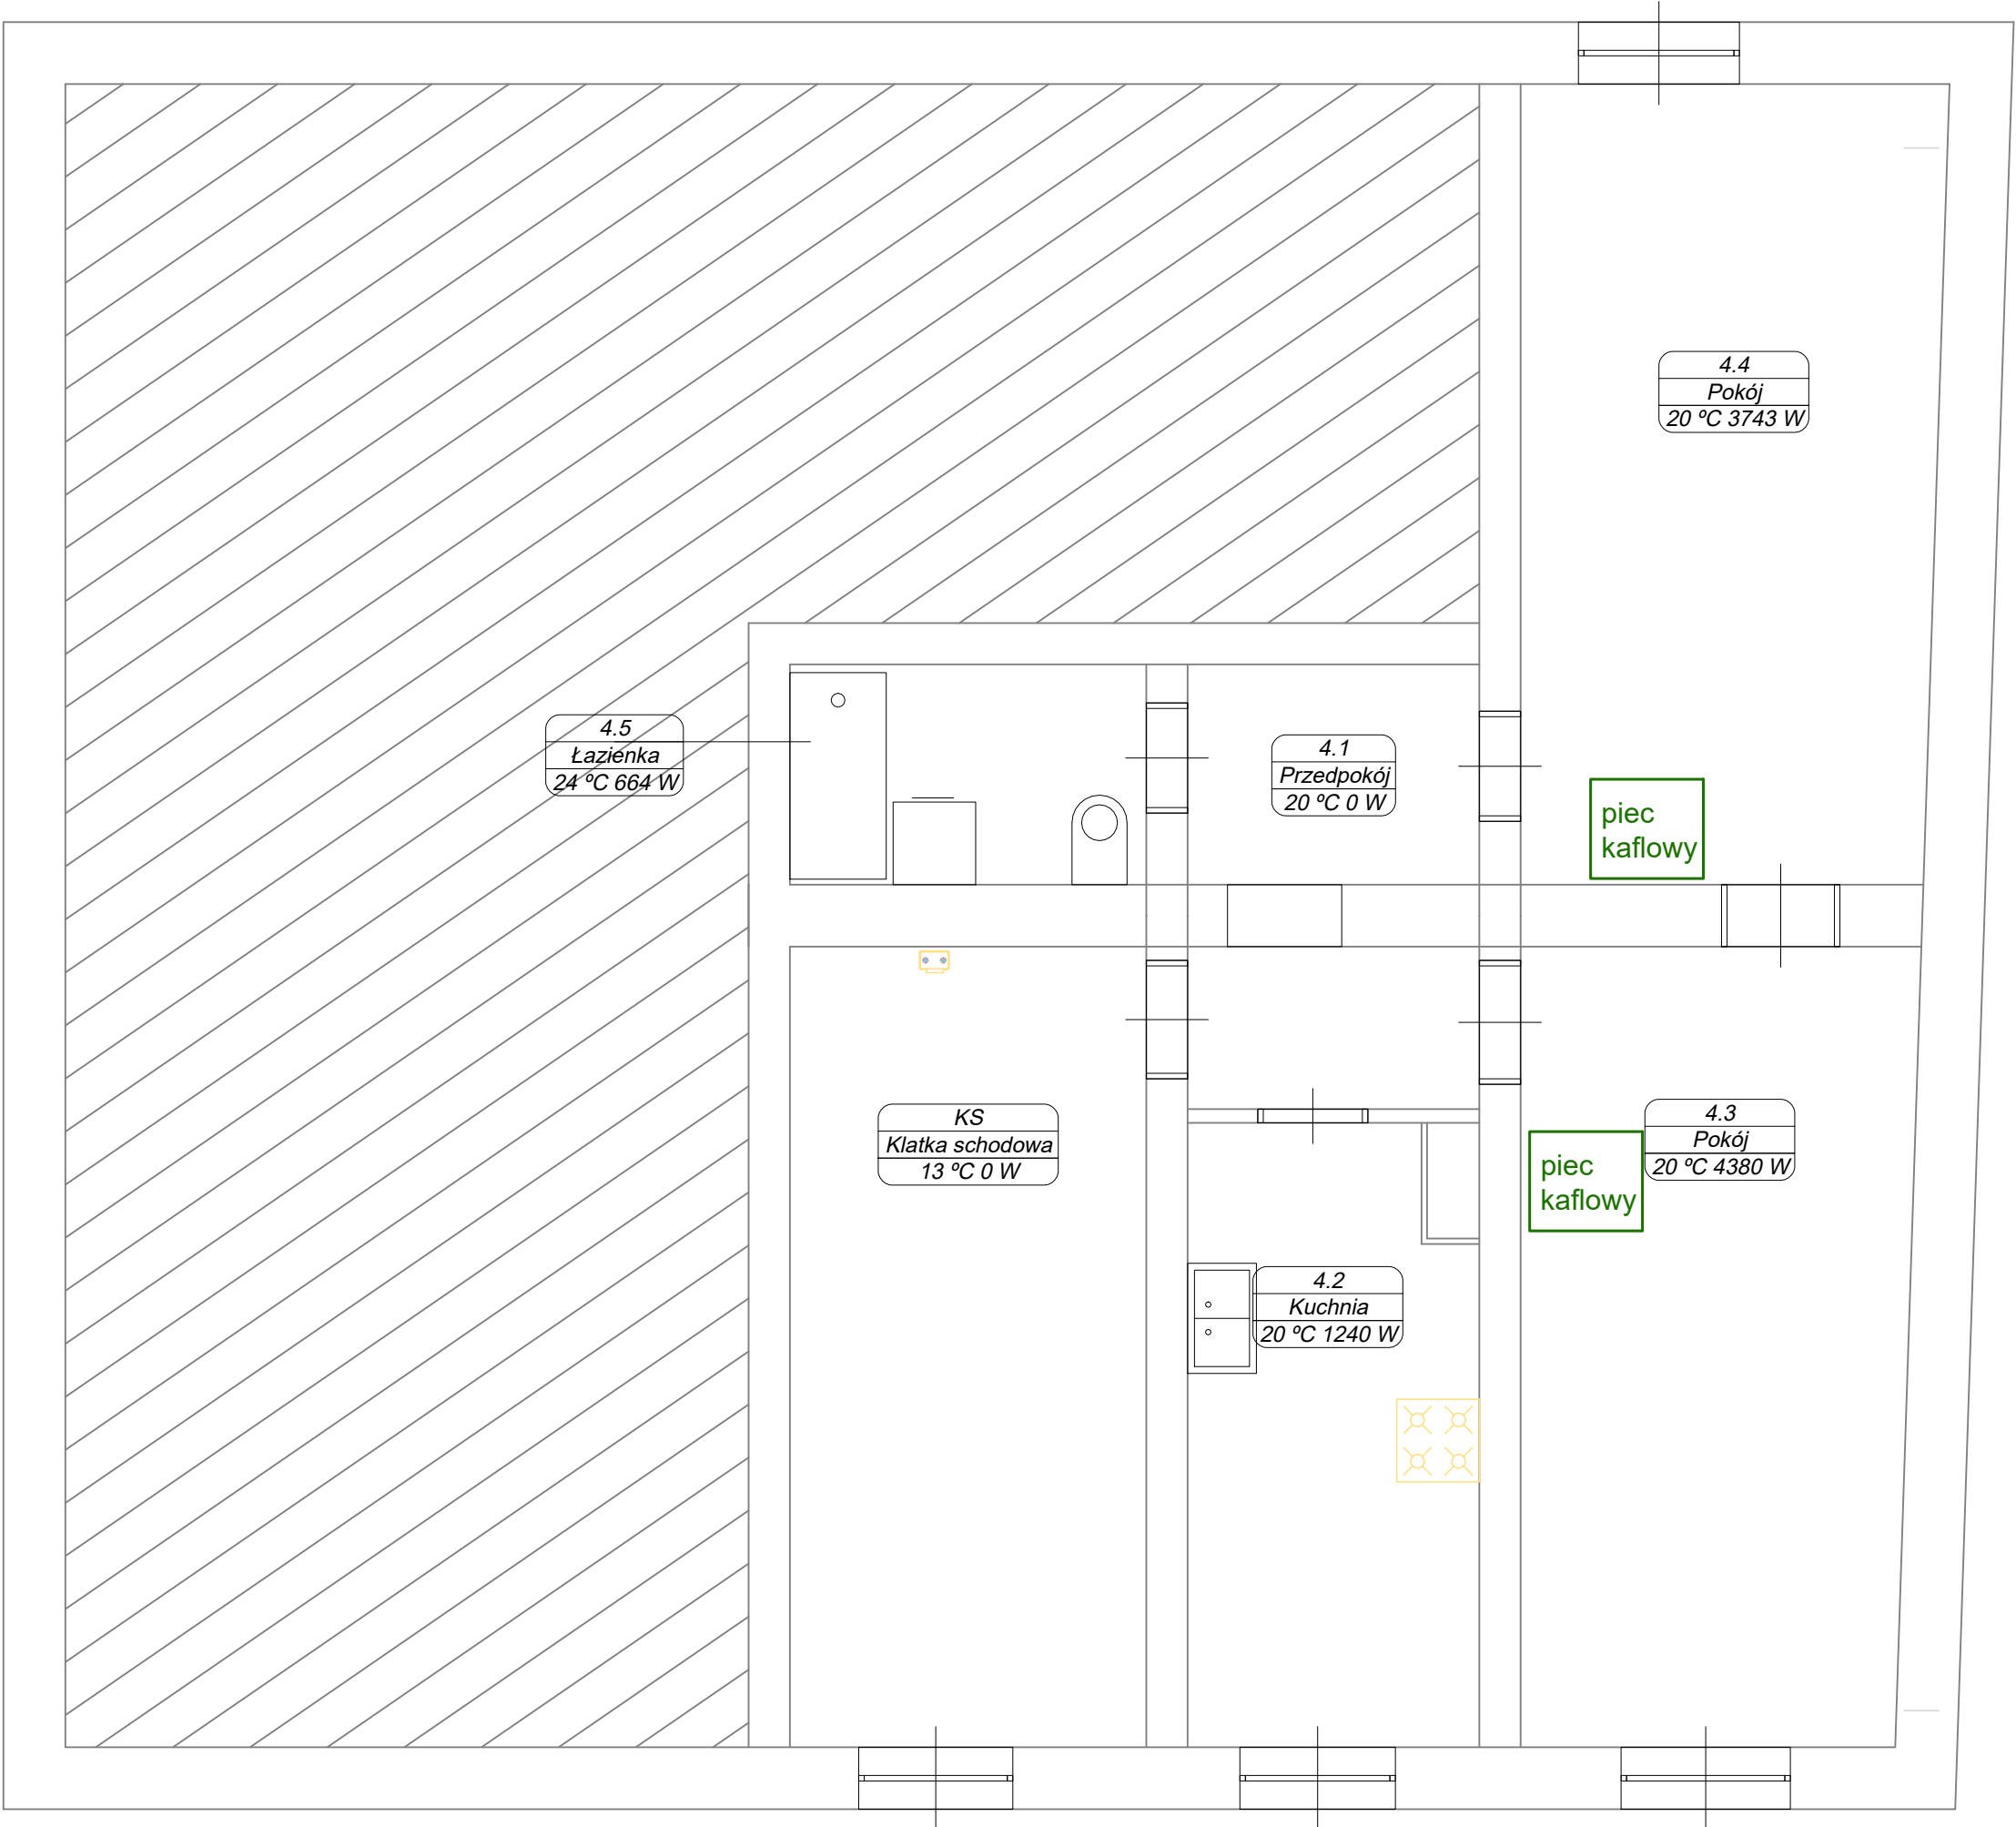 4.4
Pokój
20 ºC 3743 W
4.5
Łazienka
24 ºC 664 W
4.1
Przedpokój
20 ºC 0 W
piec
kaflowy
KS
Klatka schodowa
13 ºC 0 W
4.3
Pokój
20 ºC 4380 W
piec
kaflowy
4.2
Kuchnia
20 ºC 1240 W